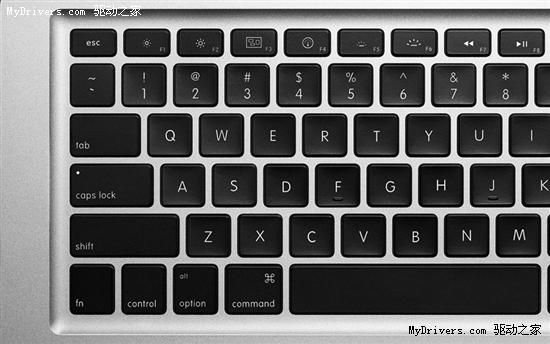 MyDrivers.com 驱动之家
esc F1 F2 F3 F4 F5 F6 F7 F8
~ ! @ # $ % ^ & *
` 1 2 3 4 5 6 7 8
tab Q W E R T Y U I
caps lock A S D F G H J K
shift Z X C V B N M
alt ⌘
fn control option command
MyDrivers.com 驱动之家